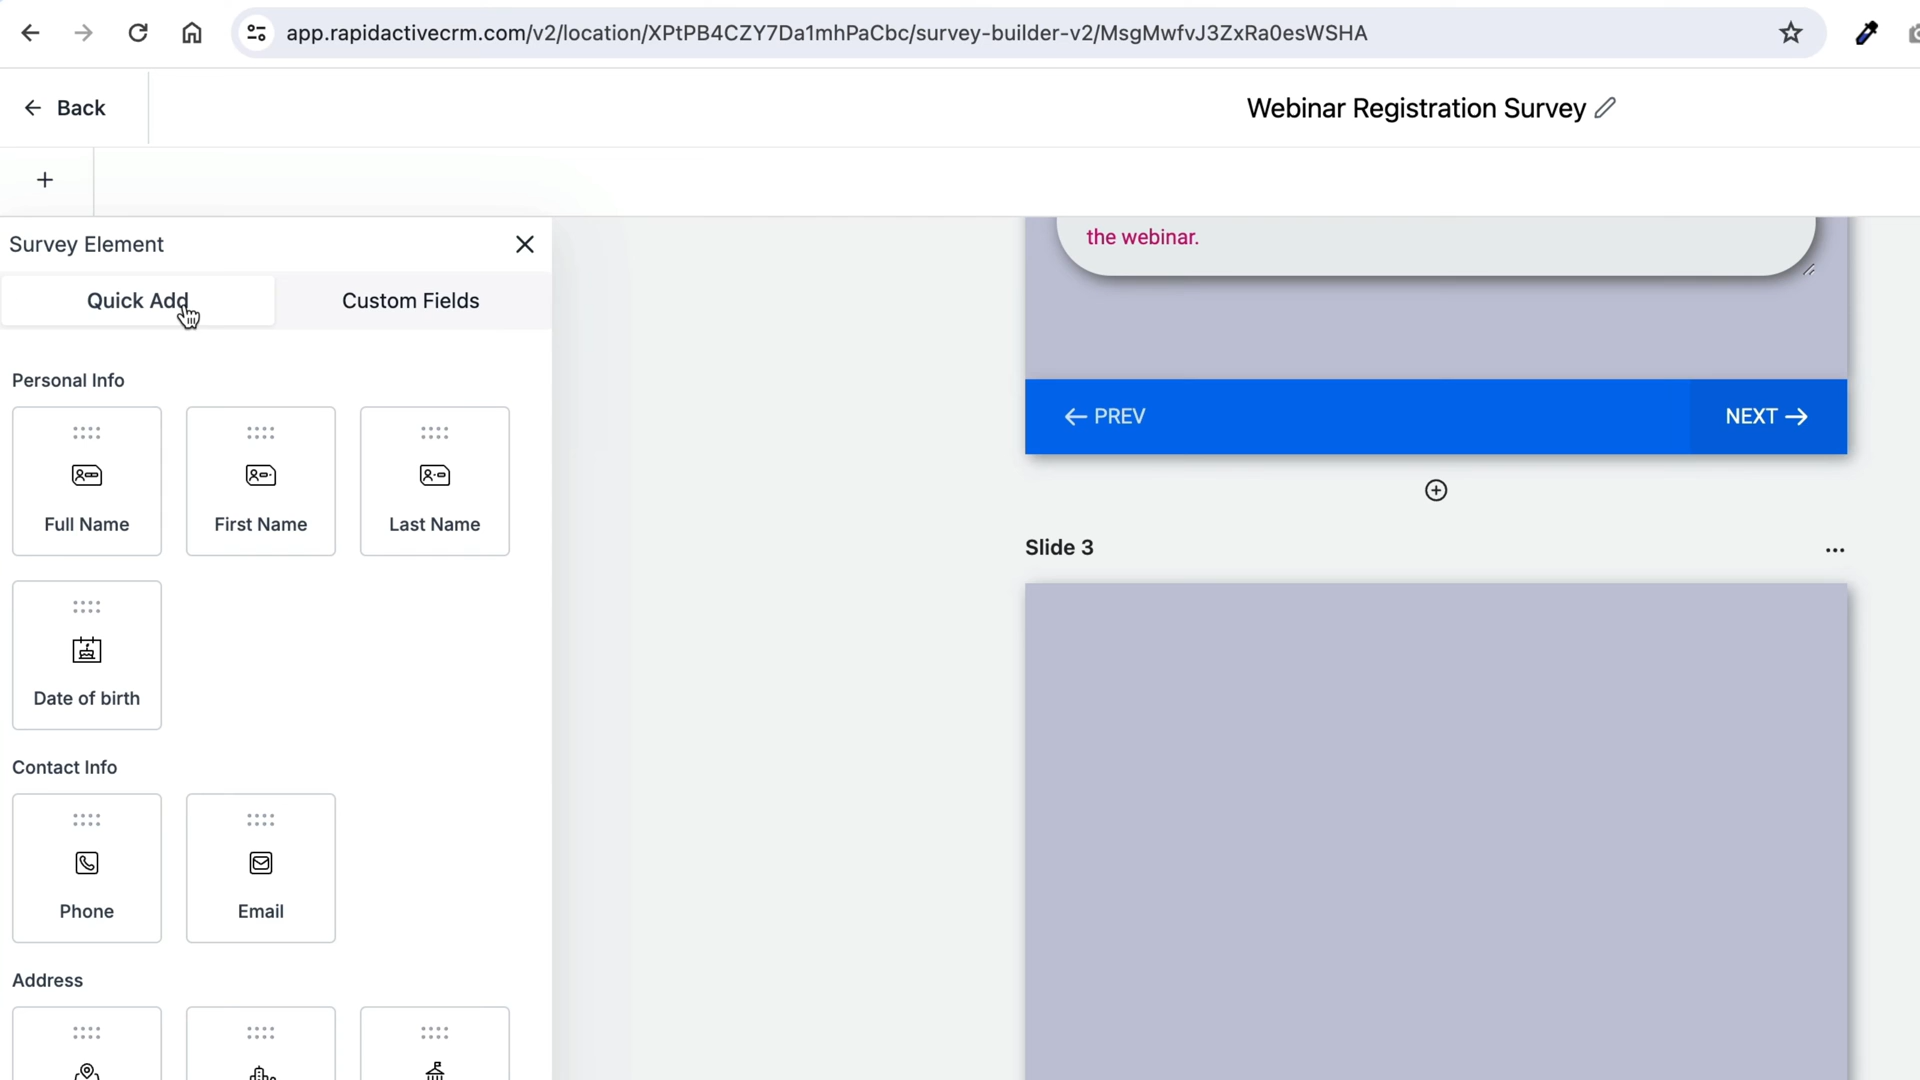 app.rapidactivecrm.com/v2/location/XPtPB4CZY7Da1mhPaCbc/survey-builder-v2/MsgMwfvJ3ZxRa0esWSHA
Back
Webinar Registration Survey
Survey Element
Quick Add
Custom Fields
Personal Info
Full Name
First Name
Last Name
Date of birth
Contact Info
Phone
Email
Address
the webinar.
← PREV
NEXT →
Slide 3